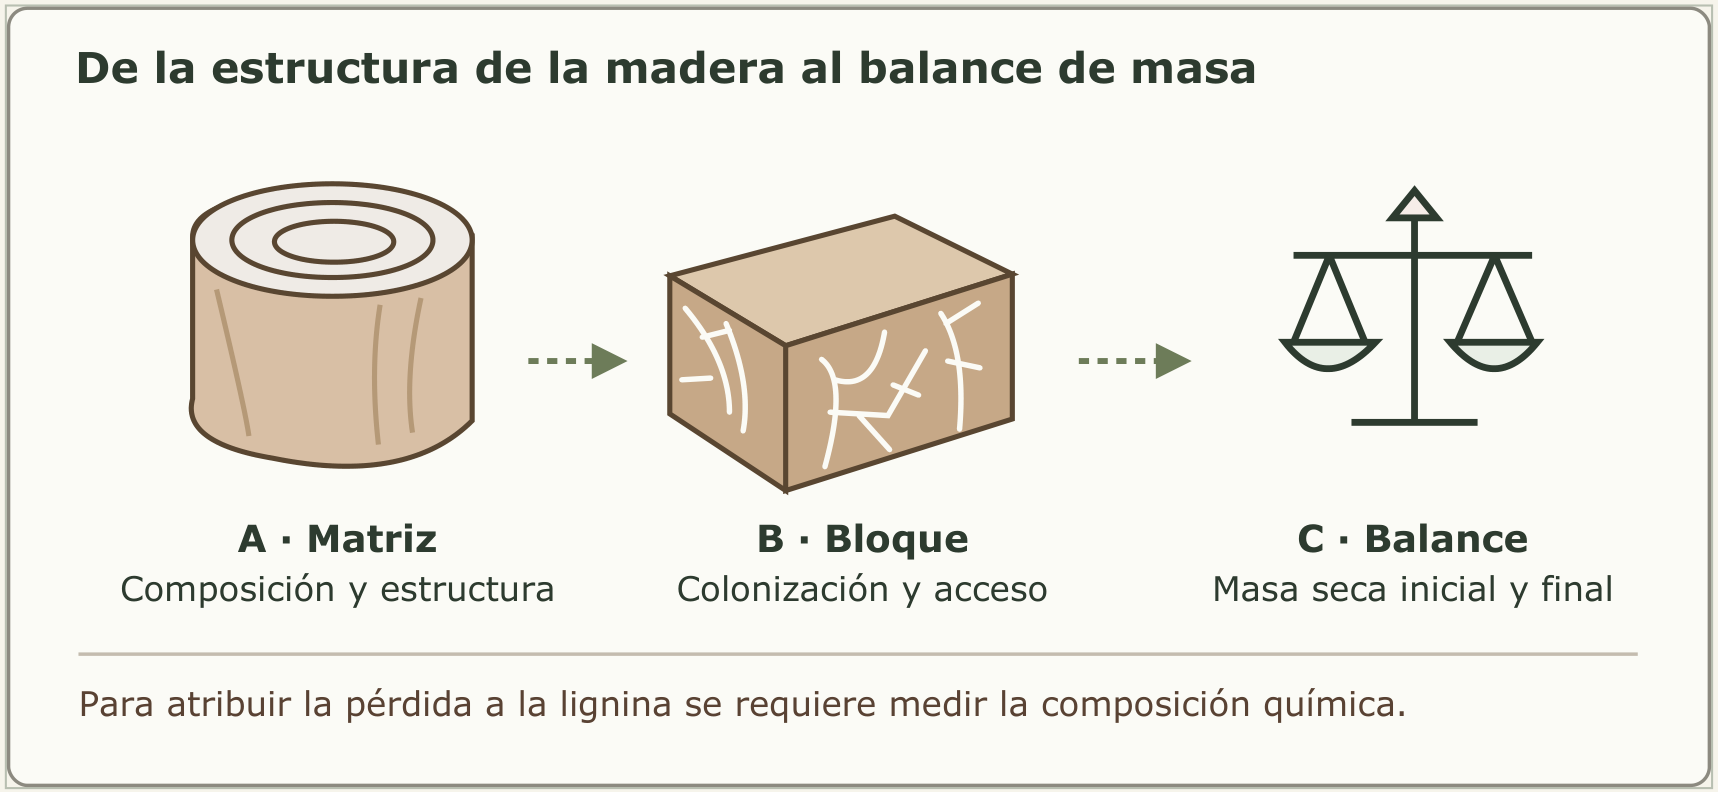 De la estructura de la madera al balance de masa
A · Matriz
Composición y estructura
B · Bloque
Colonización y acceso
C · Balance
Masa seca inicial y final
Para atribuir la pérdida a la lignina se requiere medir la composición química.